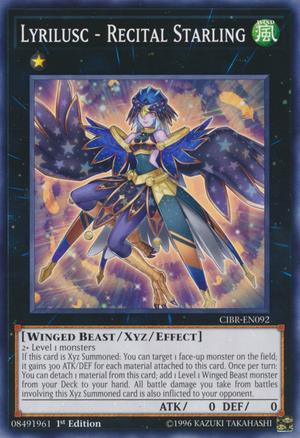 Lyrilusc - Recital Starling
WIND
風
CIBR-EN092
[Winged Beast/Xyz/Effect]
2+ Level 1 monsters
If this card is Xyz Summoned: You can target 1 face-up monster on the field;
it gains 300 ATK/DEF for each material attached to this card. Once per turn:
You can detach 1 material from this card; add 1 Level 1 Winged Beast monster
from your Deck to your hand. All battle damage you take from battles
involving this Xyz Summoned card is also inflicted to your opponent.
ATK/ 0 DEF/ 0
08491961 1st Edition ©1996 KAZUKI TAKAHASHI